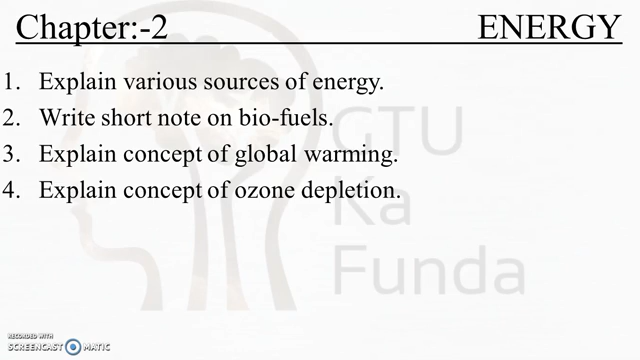 Chapter:-2 ENERGY
1. Explain various sources of energy.
2. Write short note on bio-fuels.
3. Explain concept of global warming.
4. Explain concept of ozone depletion.
GTU
Ka
Funda
RECORDED WITH
SCREENCAST MATIC